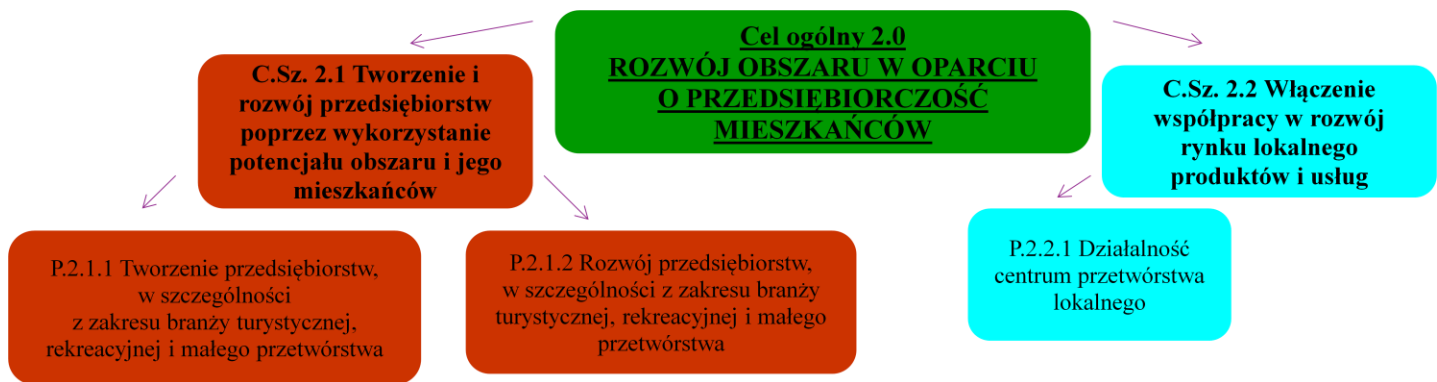 Cel ogólny 2.0
ROZWÓJ OBSZARU W OPARCIU
O PRZEDSIĘBIORCZOŚĆ
MIESZKAŃCÓW
C.Sz. 2.1 Tworzenie i
rozwój przedsiębiorstw
poprzez wykorzystanie
potencjału obszaru i jego
mieszkańców
C.Sz. 2.2 Włączenie
współpracy w rozwój
rynku lokalnego
produktów i usług
P.2.1.1 Tworzenie przedsiębiorstw,
w szczególności
z zakresu branży turystycznej,
rekreacyjnej i małego przetwórstwa
P.2.1.2 Rozwój przedsiębiorstw,
w szczególności z zakresu branży
turystycznej, rekreacyjnej i małego
przetwórstwa
P.2.2.1 Działalność
centrum przetwórstwa
lokalnego